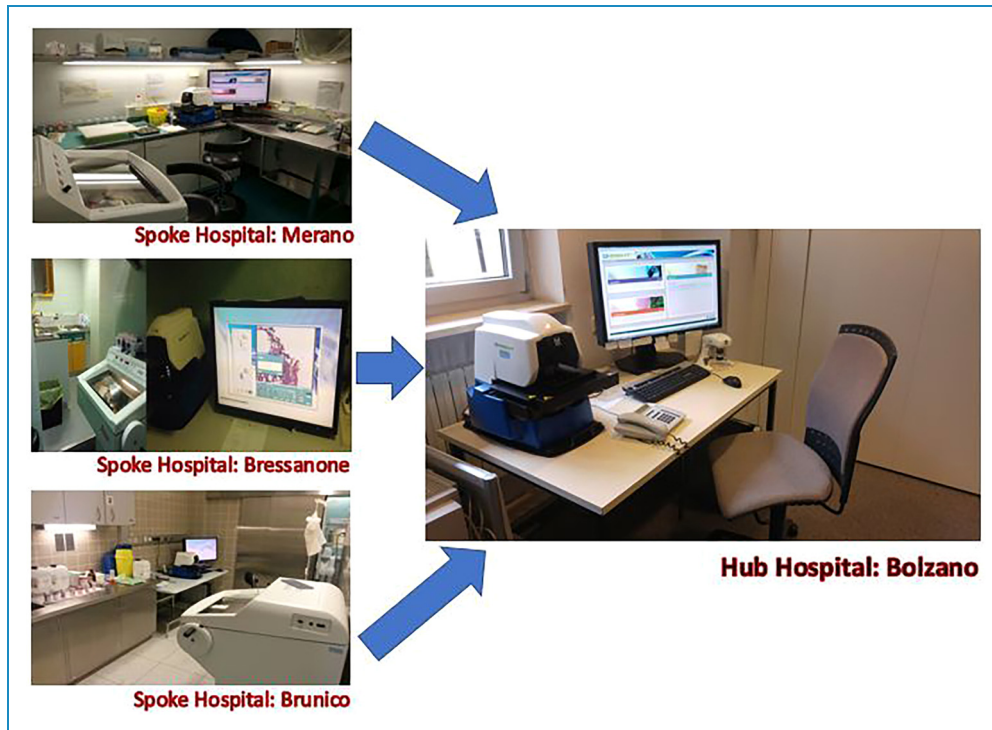 Spoke Hospital: Merano
Spoke Hospital: Bressanone
Spoke Hospital: Brunico
Hub Hospital: Bolzano